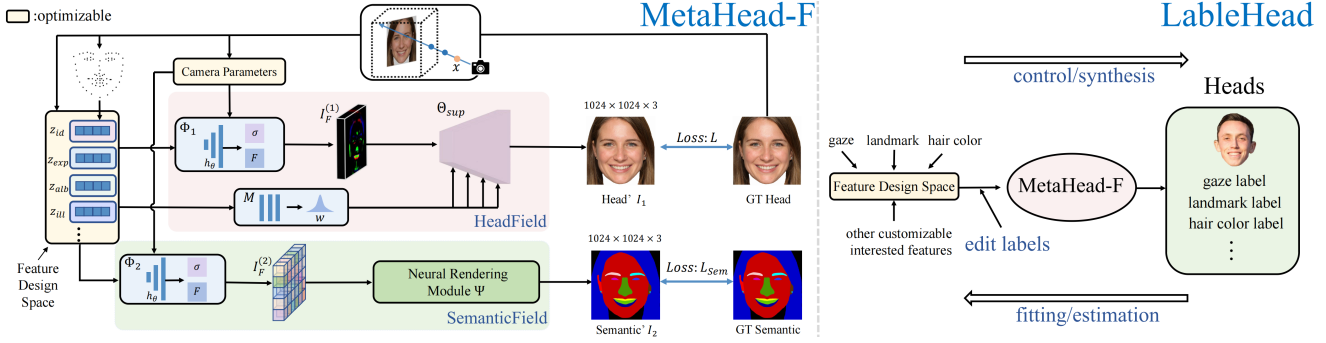 :optimizable
MetaHead-F
LableHead
x
Camera Parameters
control/synthesis
Heads
z_id
z_exp
z_alb
z_ill
Φ_1
h_θ
σ
F
I_F^(1)
Θ_sup
M
w
HeadField
1024 × 1024 × 3
Loss: L
Head' I_1
GT Head
Feature
Design
Space
Φ_2
h_θ
σ
F
I_F^(2)
Neural Rendering
Module Ψ
SemanticField
1024 × 1024 × 3
Loss: L_Sem
Semantic' I_2
GT Semantic
gaze
landmark
hair color
Feature Design Space
other customizable
interested features
edit labels
MetaHead-F
gaze label
landmark label
hair color label
fitting/estimation